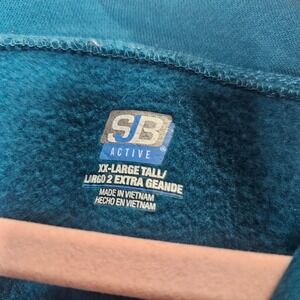 SB
ACTIVE
XX-LARGE TALL/
LARGO 2 EXTRA GEANDE
MADE IN VIETNAM
HECHO EN VIETNAM